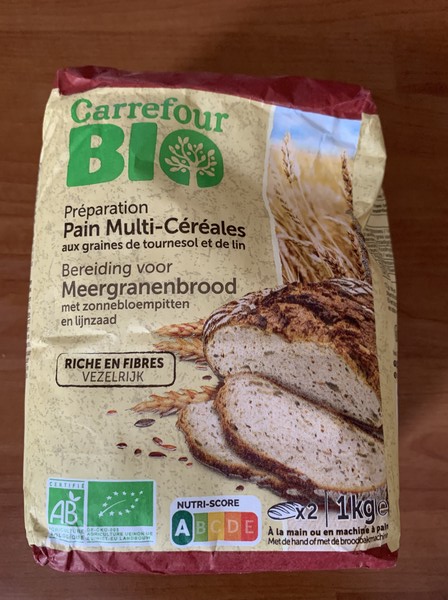 Carrefour
BIO
Préparation
Pain Multi-Céréales
aux graines de tournesol et de lin
Bereiding voor
Meergranenbrood
met zonnebloempitten
en lijnzaad
RICHE EN FIBRES
VEZELRIJK
CERTIFIÉ
AB
NUTRI-SCORE
A B C D E
x2 | 1kg e
À la main ou en machine à pain
Met de hand of met de broodbakmachine